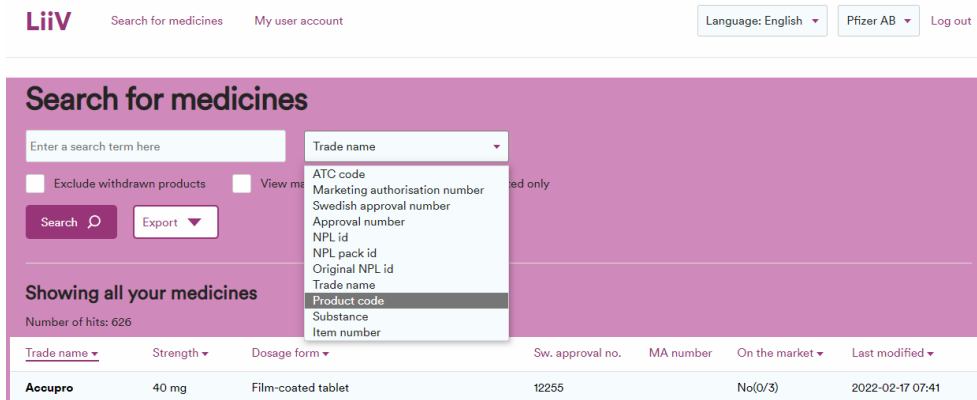 LiiV Search for medicines My user account Language: English Pfizer AB Log out
Search for medicines
Enter a search term here Trade name
ATC code
Exclude withdrawn products View ma ted only
Marketing authorisation number
Swedish approval number
Search Export Approval number
NPL id
NPL pack id
Original NPL id
Trade name
Showing all your medicines
Product code
Substance
Number of hits: 626
Item number
Trade name Strength Dosage form Sw. approval no. MA number On the market Last modified
Accupro 40 mg Film-coated tablet 12255 No(0/3) 2022-02-17 07:41